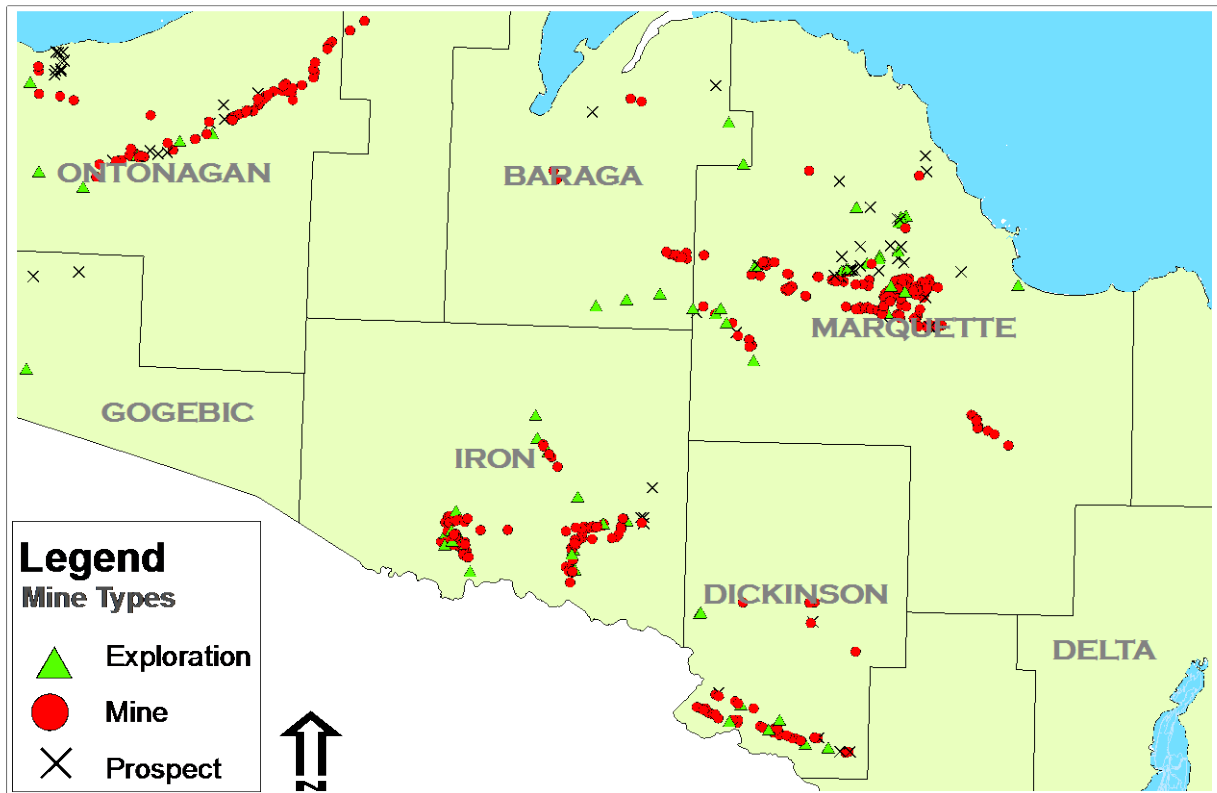 ONTONAGAN
BARAGA
MARQUETTE
GOGEBIC
IRON
DICKINSON
DELTA
Legend
Mine Types
Exploration
Mine
Prospect
N